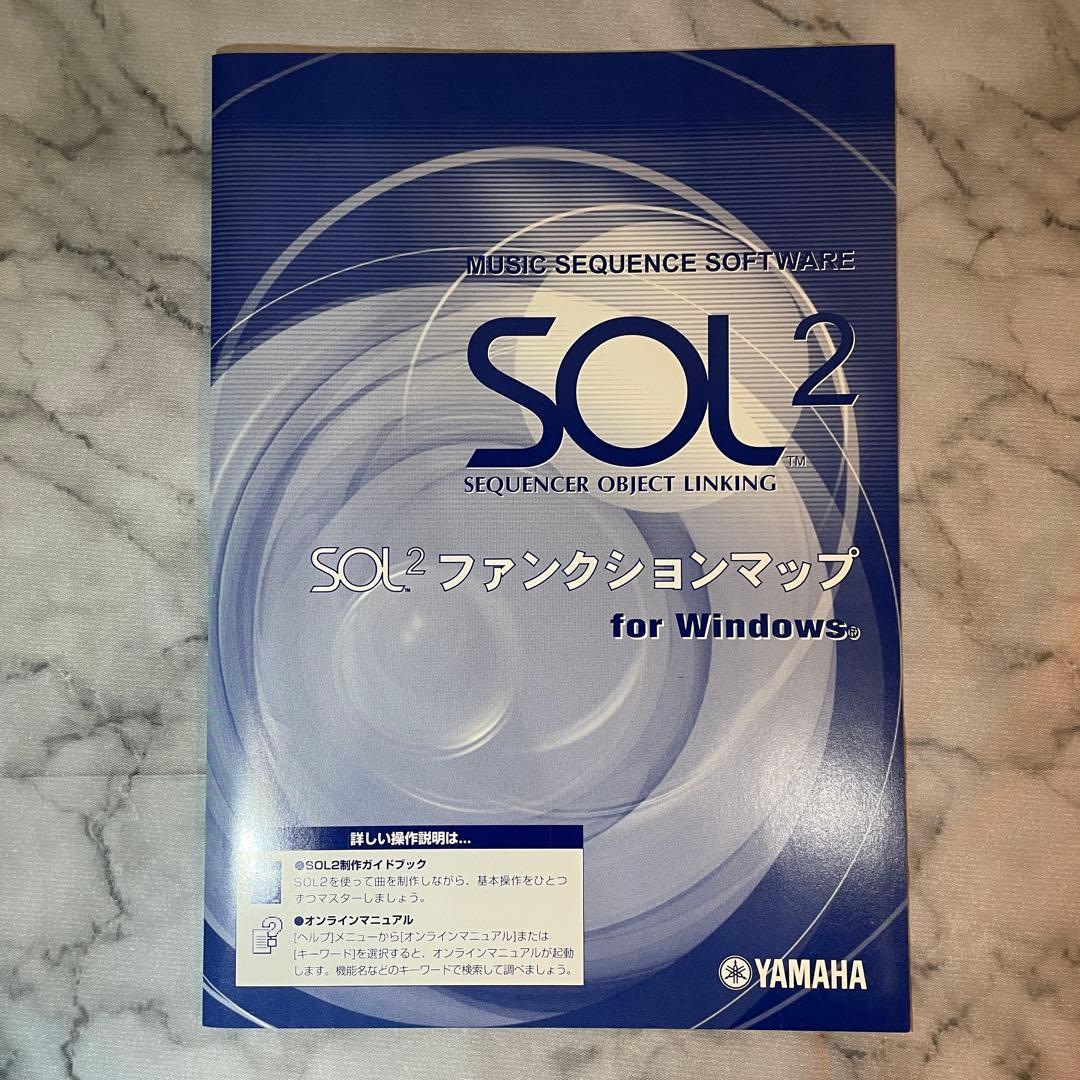 MUSIC SEQUENCE SOFTWARE
SOL2™
SEQUENCER OBJECT LINKING
SOL2™ ファンクションマップ
for Windows®
詳しい操作説明は...
●SOL2制作ガイドブック
SOL2を使って曲を制作しながら、基本操作をひとつ
ずつマスターしましょう。
●オンラインマニュアル
[ヘルプ]メニューから[オンラインマニュアル]または
[キーワード]を選択すると、オンラインマニュアルが起動
します。機能名などのキーワードで検索して調べましょう。
YAMAHA